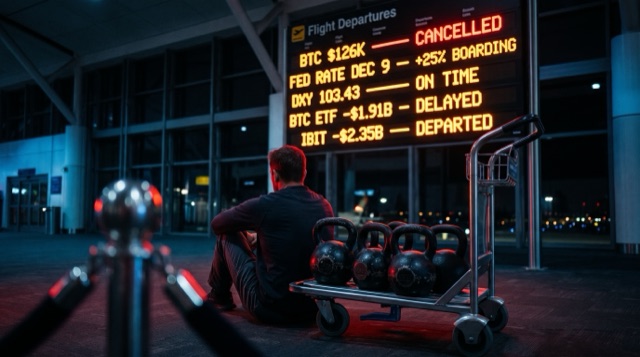 Flight Departures
BTC $126K — CANCELLED
FED RATE DEC 9 — +25% BOARDING
DXY 103.43 — ON TIME
BTC ETF -$1.91B — DELAYED
IBIT -$2.35B — DEPARTED